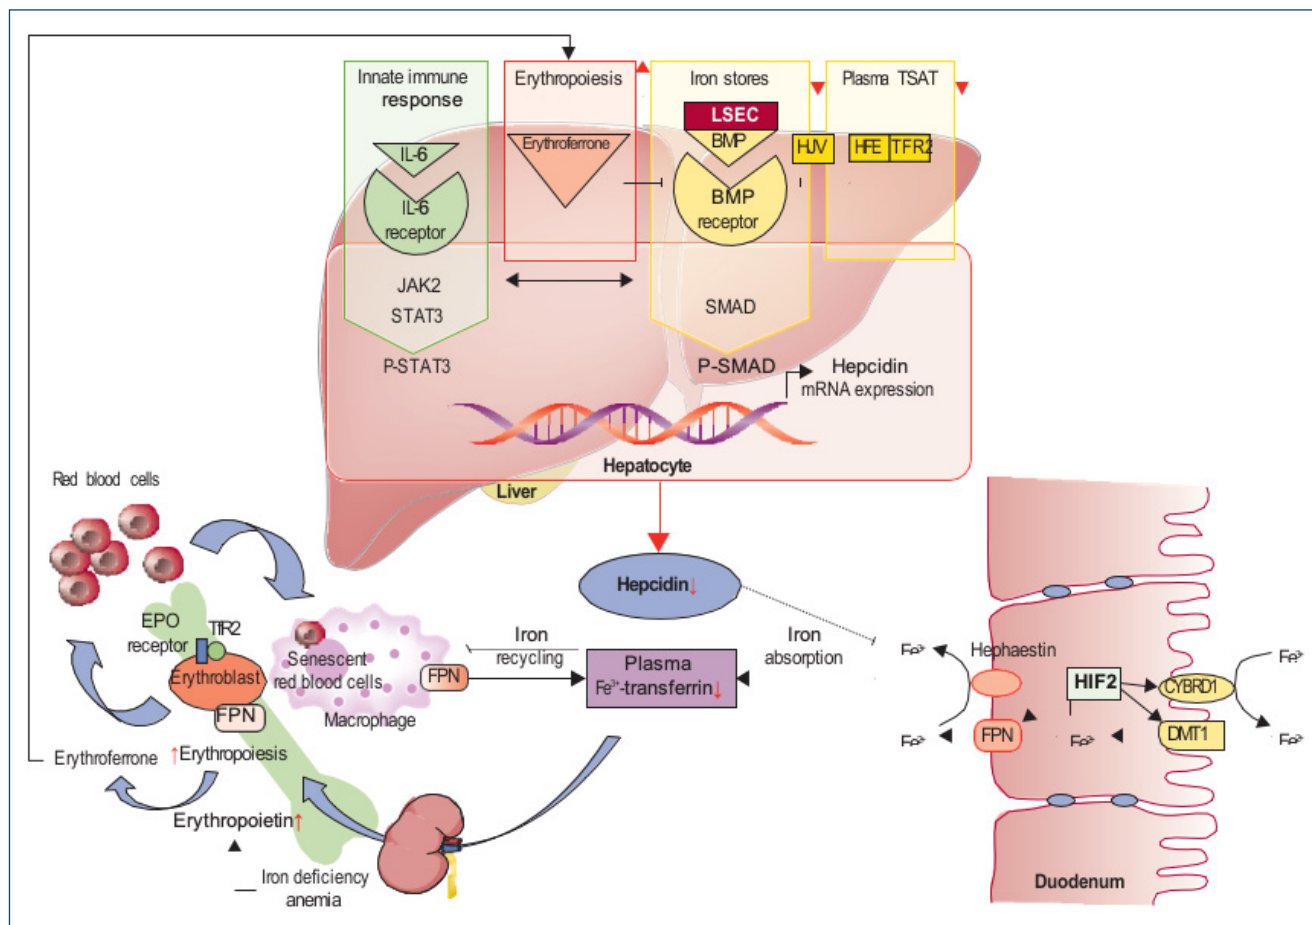 Innate immune
response
Erythropoiesis
Iron stores
Plasma TSAT
LSEC
BMP
IL-6
Erythroferrone
HJV
HFE
TFR2
IL-6
receptor
BMP
receptor
JAK2
STAT3
SMAD
P-STAT3
P-SMAD
Hepcidin
mRNA expression
Hepatocyte
Liver
Red blood cells
Hepcidin↓
EPO
receptor
TfR2
Erythroblast
FPN
Senescent
red blood cells
Macrophage
FPN
Iron
recycling
Plasma
Fe³⁺-transferrin↓
Iron
absorption
Hephaestin
FPN
HIF2
CYBRD1
DMT1
Erythroferrone
↑Erythropoiesis
Erythropoietin↑
Iron deficiency
anemia
Duodenum